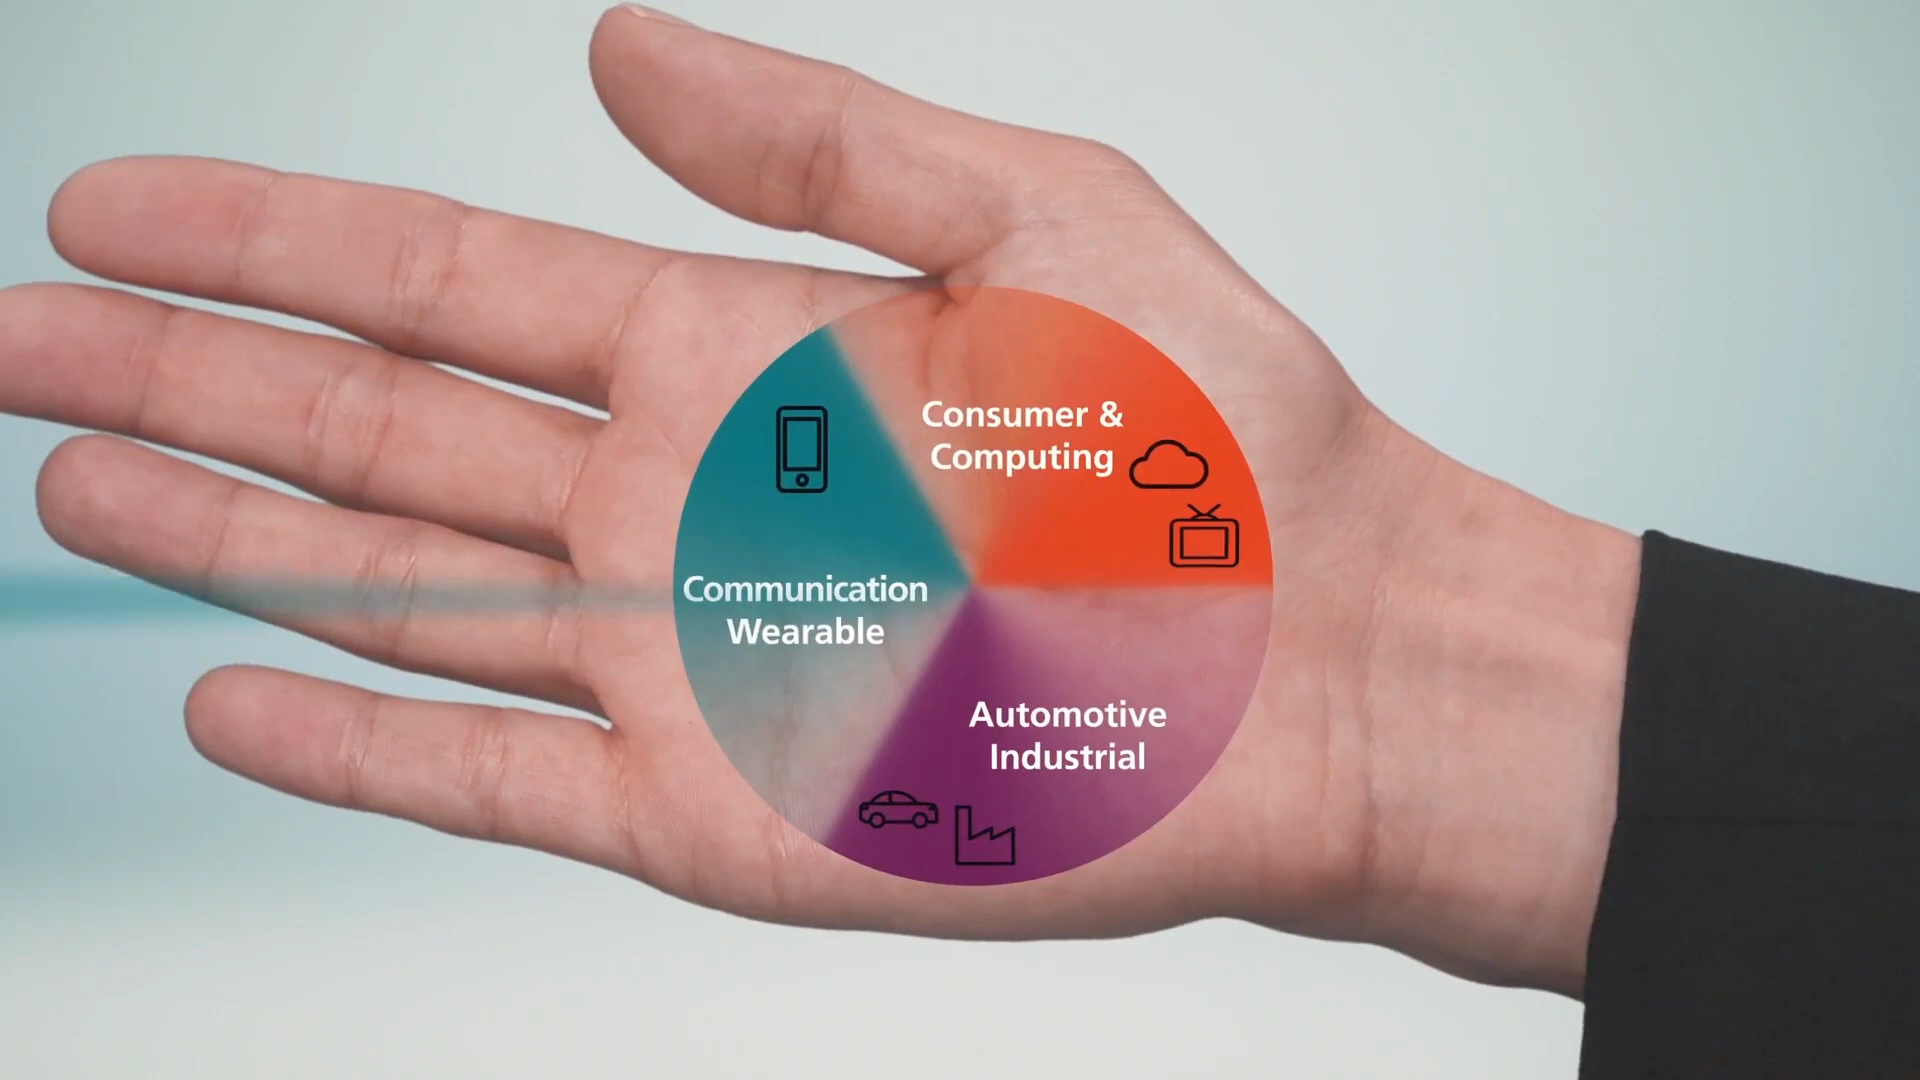 Consumer &
Computing
Communication
Wearable
Automotive
Industrial